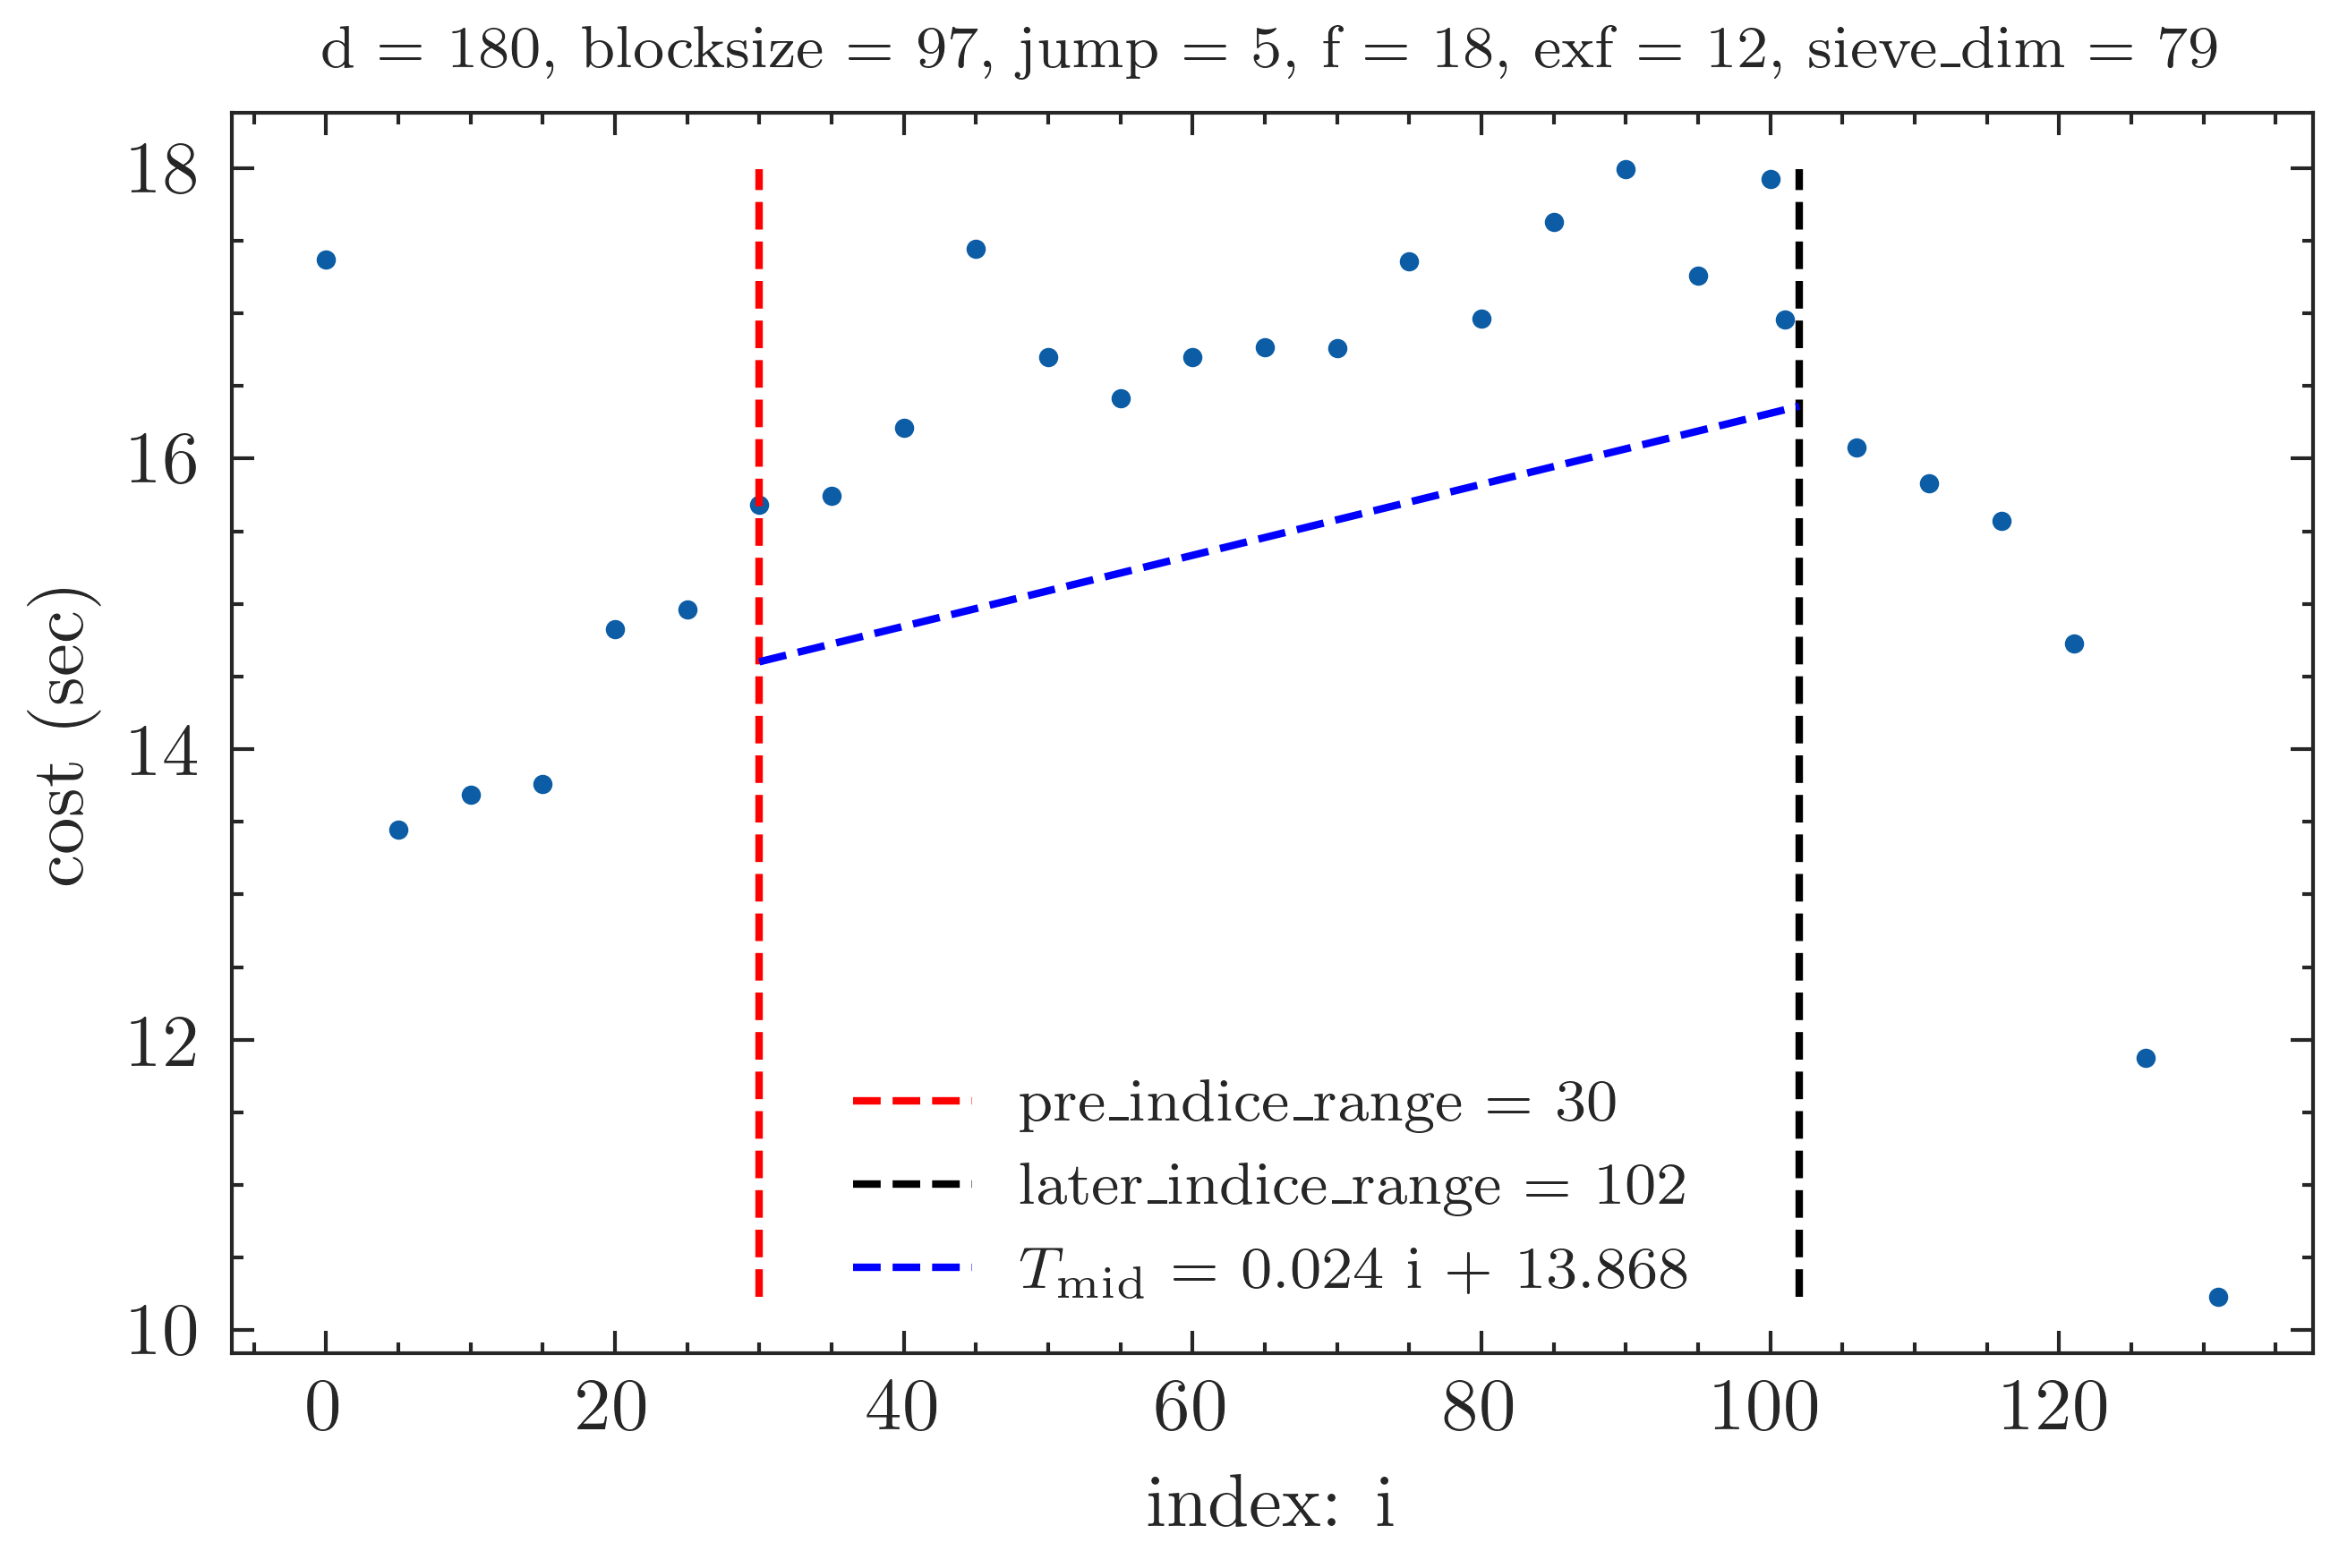 d = 180, blocksize = 97, jump = 5, f = 18, exf = 12, sieve_dim = 79
18
16
14
12
10
cost (sec)
pre_indice_range = 30
later_indice_range = 102
T_mid = 0.024 i + 13.868
0 20 40 60 80 100 120
index: i